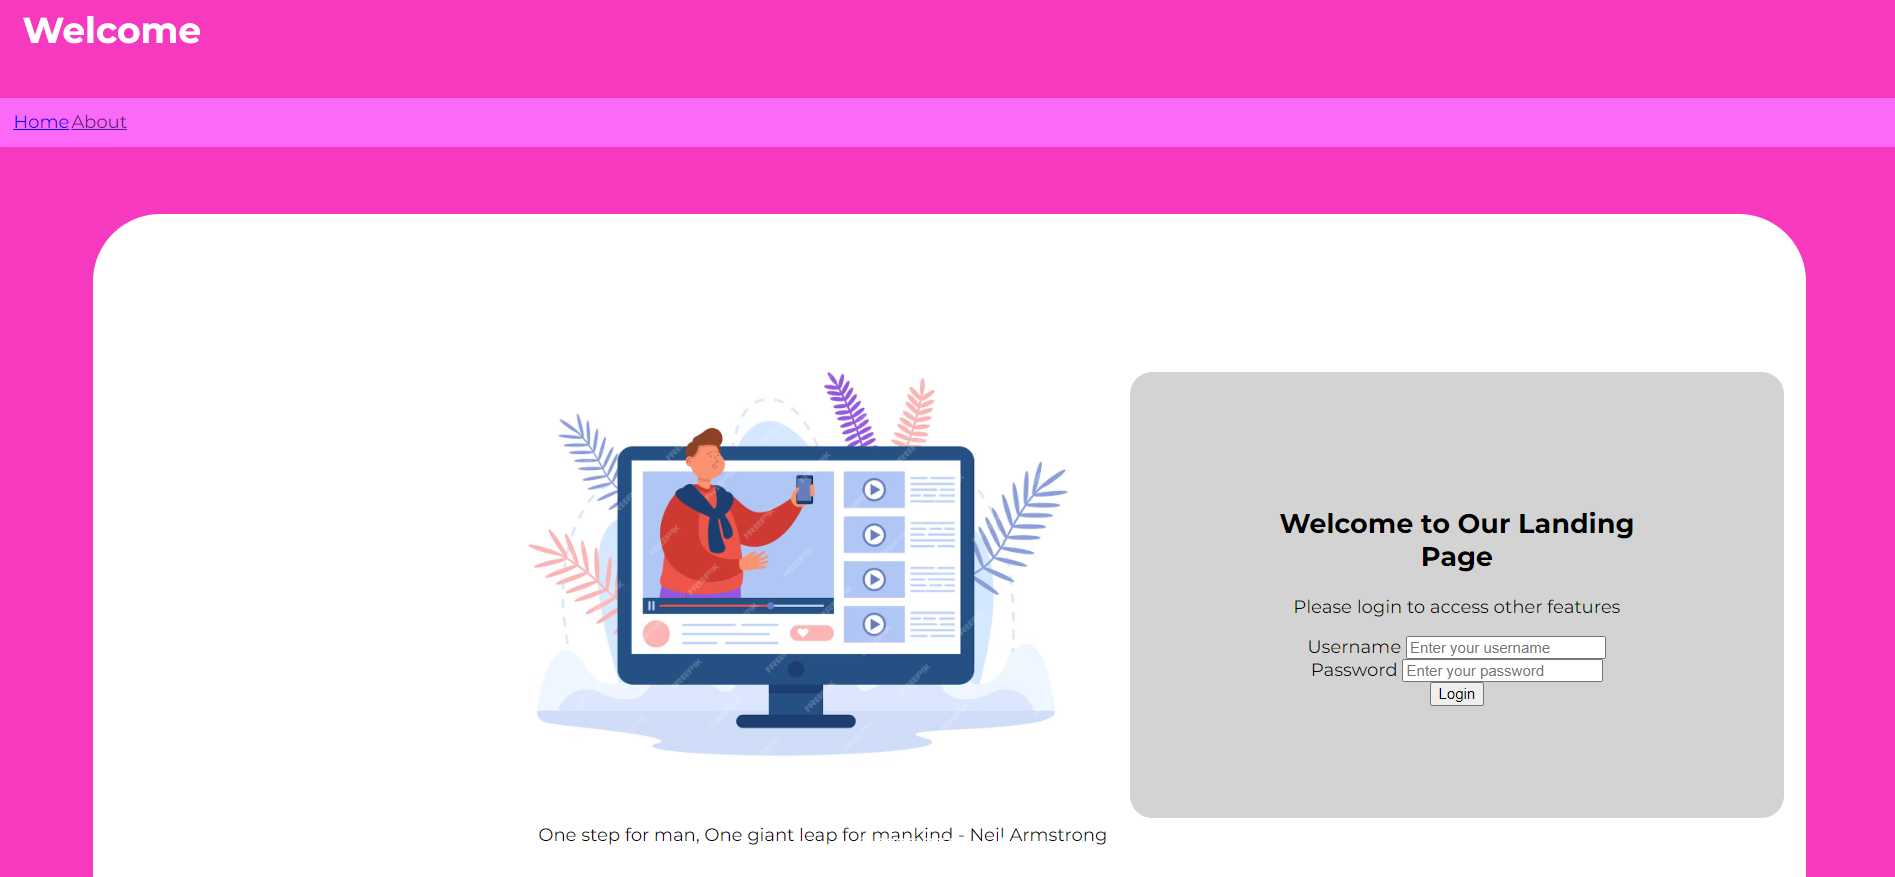 Welcome
Home About
Welcome to Our Landing
Page
Please login to access other features
Username Enter your username
Password Enter your password
Login
One step for man, One giant leap for mankind - Neil Armstrong